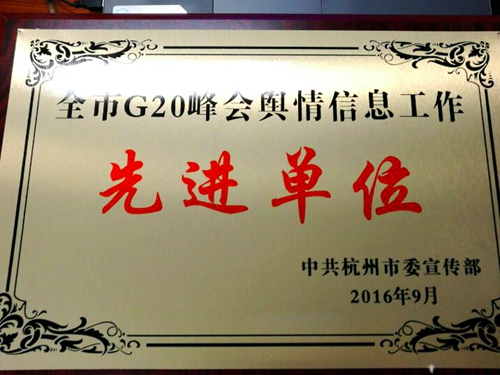 全市G20峰会舆情信息工作
先进单位
中共杭州市委宣传部
2016年9月